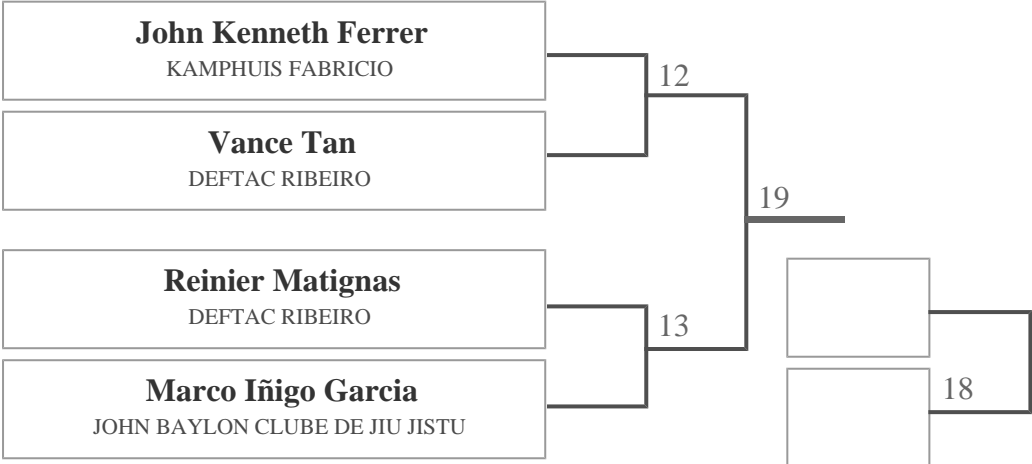 John Kenneth Ferrer
KAMPHUIS FABRICIO
12
Vance Tan
DEFTAC RIBEIRO
19
Reinier Matignas
DEFTAC RIBEIRO
13
Marco Iñigo Garcia
JOHN BAYLON CLUBE DE JIU JISTU
18